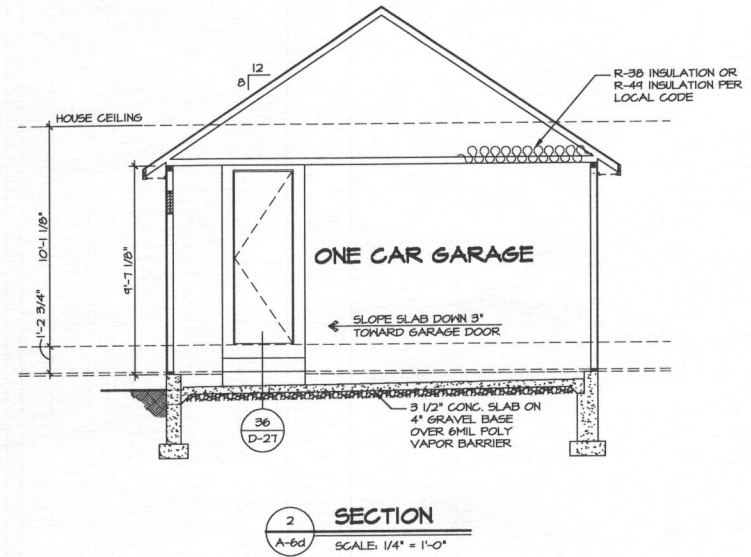 12
8
R-38 INSULATION OR
R-49 INSULATION PER
LOCAL CODE
HOUSE CEILING
10'-1 1/8"
9'-7 1/8"
1'-2 3/4"
ONE CAR GARAGE
SLOPE SLAB DOWN 3"
TOWARD GARAGE DOOR
3 1/2" CONC. SLAB ON
4" GRAVEL BASE
OVER 6MIL POLY
VAPOR BARRIER
36
D-27
2
A-6d
SECTION
SCALE: 1/4" = 1'-0"